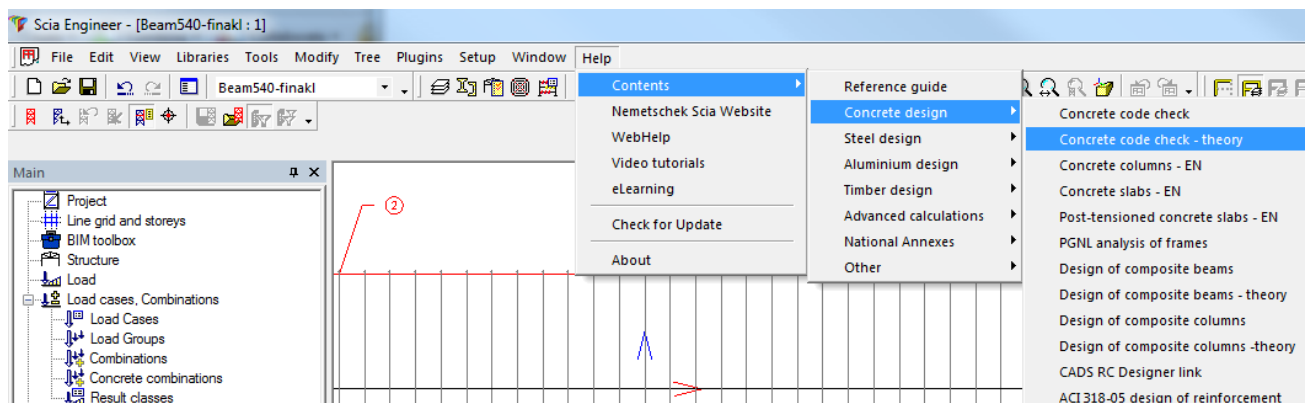 Scia Engineer - [Beam540-finakl : 1]
File Edit View Libraries Tools Modify Tree Plugins Setup Window Help
Beam540-finakl
Main
Project
Line grid and storeys
BIM toolbox
Structure
Load
Load cases, Combinations
Load Cases
Load Groups
Combinations
Concrete combinations
Result classes
2
Contents
Nemetschek Scia Website
WebHelp
Video tutorials
eLearning
Check for Update
About
Reference guide
Concrete design
Steel design
Aluminium design
Timber design
Advanced calculations
National Annexes
Other
Concrete code check
Concrete code check - theory
Concrete columns - EN
Concrete slabs - EN
Post-tensioned concrete slabs - EN
PGNL analysis of frames
Design of composite beams
Design of composite beams - theory
Design of composite columns
Design of composite columns -theory
CADS RC Designer link
ACI 318-05 design of reinforcement